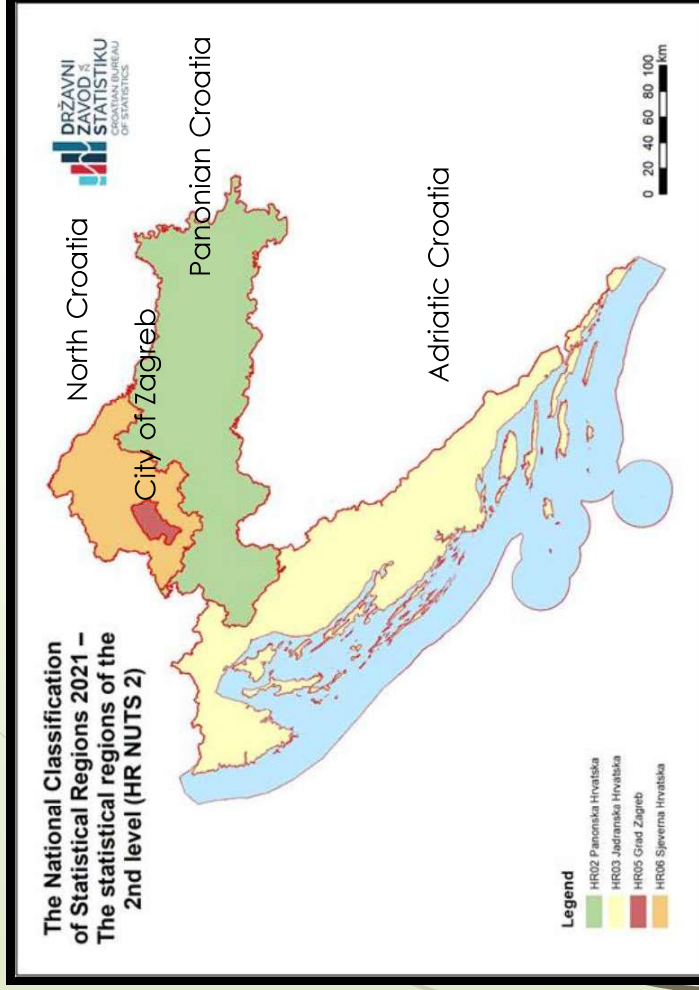 The National Classification
of Statistical Regions 2021 –
The statistical regions of the
2nd level (HR NUTS 2)
DRŽAVNI
ZAVOD ZA
STATISTIKU
CROATIAN BUREAU
OF STATISTICS
North Croatia
City of Zagreb
Panonian Croatia
Adriatic Croatia
Legend
HR02 Panonska Hrvatska
HR03 Jadranska Hrvatska
HR05 Grad Zagreb
HR06 Sjeverna Hrvatska
0 20 40 60 80 100
km